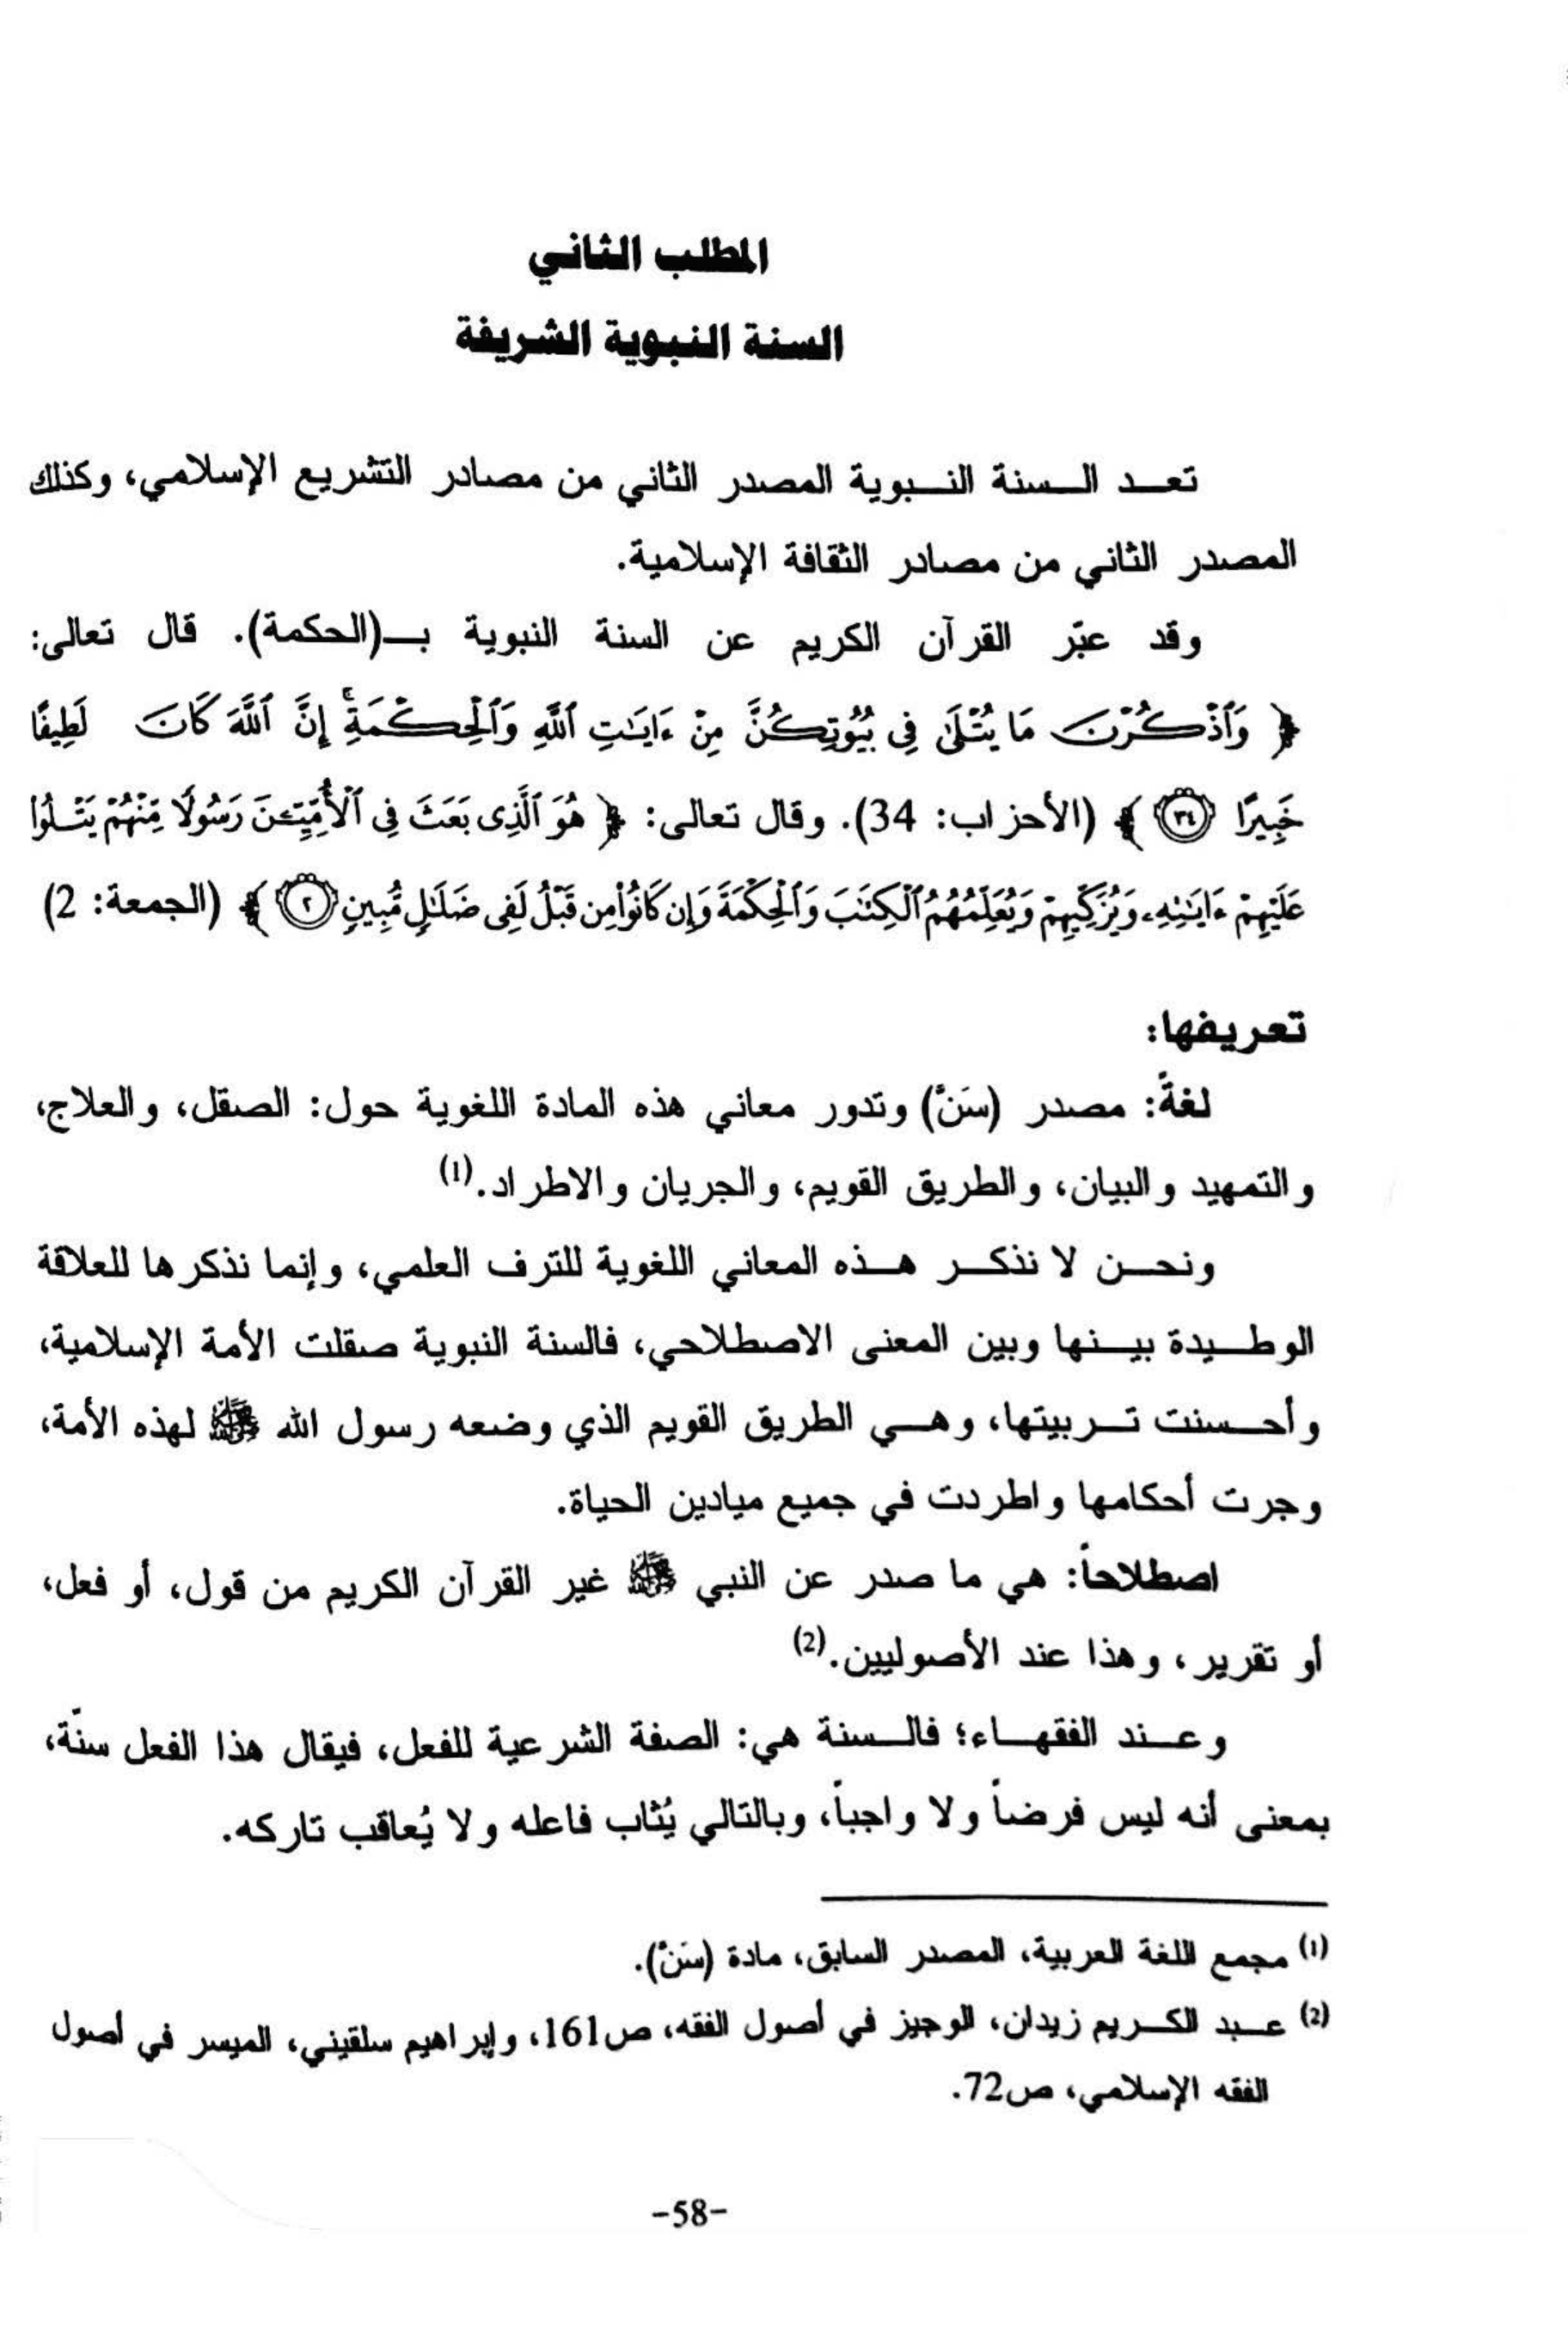 المطلب الثاني
السنة النبوية الشريفة
تعد السنة النبوية المصدر الثاني من مصادر التشريع الإسلامي، وكذلك
المصدر الثاني من مصادر الثقافة الإسلامية.
وقد عبّر القرآن الكريم عن السنة النبوية بـ(الحكمة). قال تعالى:
﴿ وَٱذْكُرْنَ مَا يُتْلَىٰ فِى بُيُوتِكُنَّ مِنْ ءَايَٰتِ ٱللَّهِ وَٱلْحِكْمَةِ ۚ إِنَّ ٱللَّهَ كَانَ لَطِيفًا
خَبِيرًا ٣٤ ﴾ (الأحزاب: 34). وقال تعالى: ﴿ هُوَ ٱلَّذِى بَعَثَ فِى ٱلْأُمِّيِّـۧنَ رَسُولًا مِّنْهُمْ يَتْلُوا۟
عَلَيْهِمْ ءَايَٰتِهِۦ وَيُزَكِّيهِمْ وَيُعَلِّمُهُمُ ٱلْكِتَٰبَ وَٱلْحِكْمَةَ وَإِن كَانُوا۟ مِن قَبْلُ لَفِى ضَلَٰلٍ مُّبِينٍ ٢ ﴾ (الجمعة: 2)
تعريفها:
لغةً: مصدر (سَنّ) وتدور معاني هذه المادة اللغوية حول: الصقل، والعلاج،
والتمهيد والبيان، والطريق القويم، والجريان والاطراد.(1)
ونحن لا نذكر هذه المعاني اللغوية للترف العلمي، وإنما نذكرها للعلاقة
الوطيدة بينها وبين المعنى الاصطلاحي، فالسنة النبوية صقلت الأمة الإسلامية،
وأحسنت تربيتها، وهي الطريق القويم الذي وضعه رسول الله ﷺ لهذه الأمة،
وجرت أحكامها واطردت في جميع ميادين الحياة.
اصطلاحاً: هي ما صدر عن النبي ﷺ غير القرآن الكريم من قول، أو فعل،
أو تقرير، وهذا عند الأصوليين.(2)
وعند الفقهاء؛ فالسنة هي: الصفة الشرعية للفعل، فيقال هذا الفعل سنّة،
بمعنى أنه ليس فرضاً ولا واجباً، وبالتالي يُثاب فاعله ولا يُعاقب تاركه.
(1) مجمع اللغة العربية، المصدر السابق، مادة (سَنّ).
(2) عبد الكريم زيدان، الوجيز في أصول الفقه، ص161، وإبراهيم سلقيني، الميسر في أصول
الفقه الإسلامي، ص72.
-58-